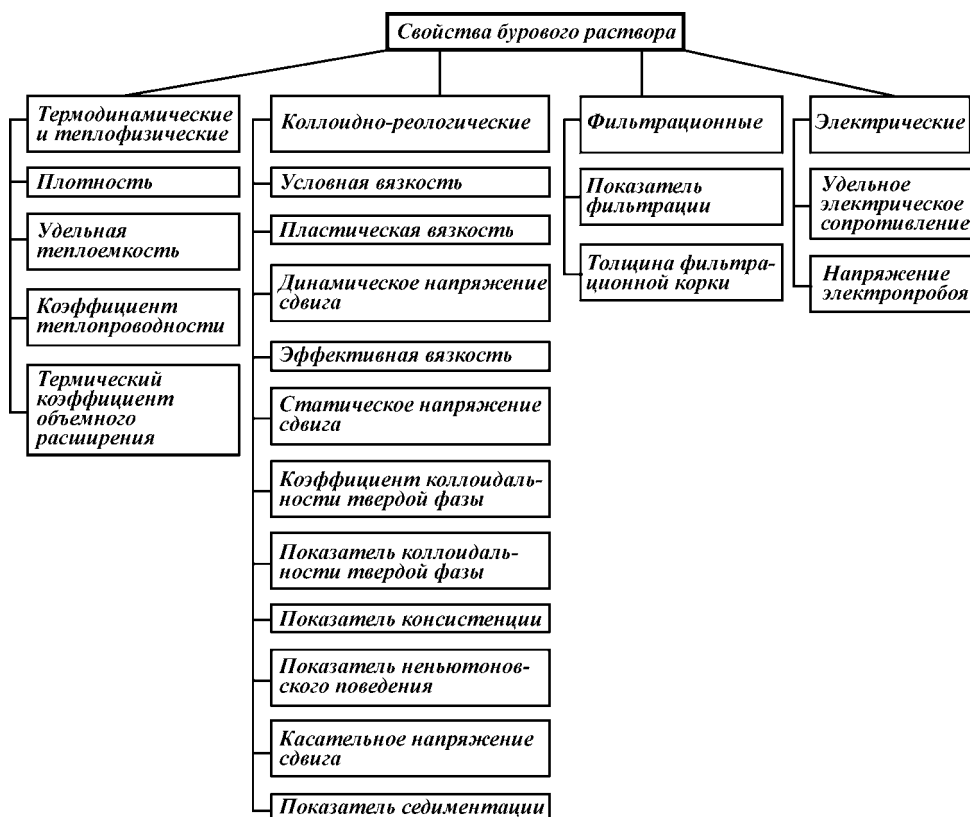 Свойства бурового раствора
Термодинамические
и теплофизические
Плотность
Удельная
теплоемкость
Коэффициент
теплопроводности
Термический
коэффициент
объемного
расширения
Коллоидно-реологические
Условная вязкость
Пластическая вязкость
Динамическое напряжение
сдвига
Эффективная вязкость
Статическое напряжение
сдвига
Коэффициент коллоидаль-
ности твердой фазы
Показатель коллоидаль-
ности твердой фазы
Показатель консистенции
Показатель неньютонов-
ского поведения
Касательное напряжение
сдвига
Показатель седиментации
Фильтрационные
Показатель
фильтрации
Толщина фильтра-
ционной корки
Электрические
Удельное
электрическое
сопротивление
Напряжение
электропробоя